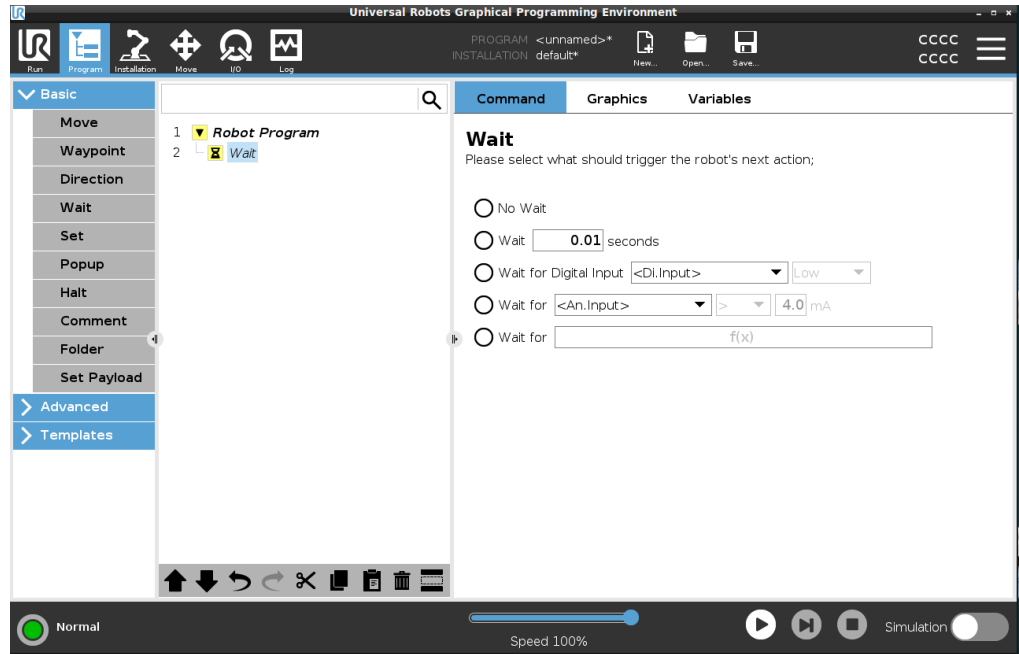 Universal Robots Graphical Programming Environment
UR
Run
Program
Installation
Move
I/O
Log
PROGRAM <unnamed>*
INSTALLATION default*
New...
Open...
Save...
CCCC
CCCC
Basic
Move
Waypoint
Direction
Wait
Set
Popup
Halt
Comment
Folder
Set Payload
Advanced
Templates
1 Robot Program
2 Wait
Command Graphics Variables
Wait
Please select what should trigger the robot's next action;
No Wait
Wait 0.01 seconds
Wait for Digital Input <Di.Input> Low
Wait for <An.Input> > 4.0 mA
Wait for f(x)
Normal
Speed 100%
Simulation